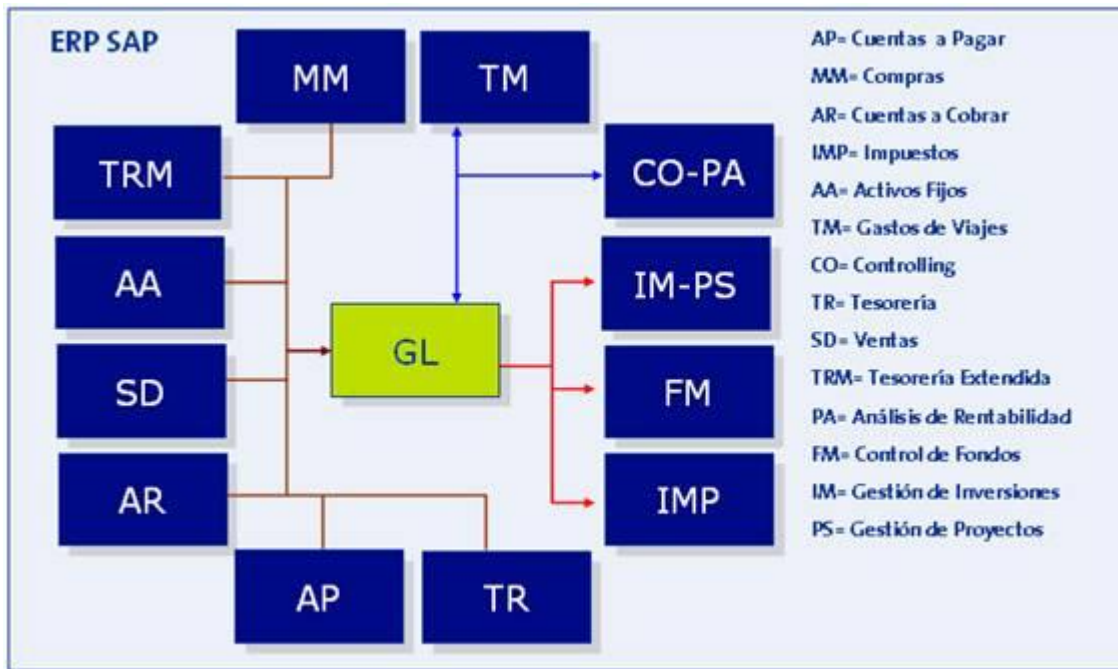 ERP SAP
MM
TM
TRM
CO-PA
AA
IM-PS
GL
SD
FM
AR
IMP
AP
TR
AP= Cuentas a Pagar
MM= Compras
AR= Cuentas a Cobrar
IMP= Impuestos
AA= Activos Fijos
TM= Gastos de Viajes
CO= Controlling
TR= Tesorería
SD= Ventas
TRM= Tesorería Extendida
PA= Análisis de Rentabilidad
FM= Control de Fondos
IM= Gestión de Inversiones
PS= Gestión de Proyectos